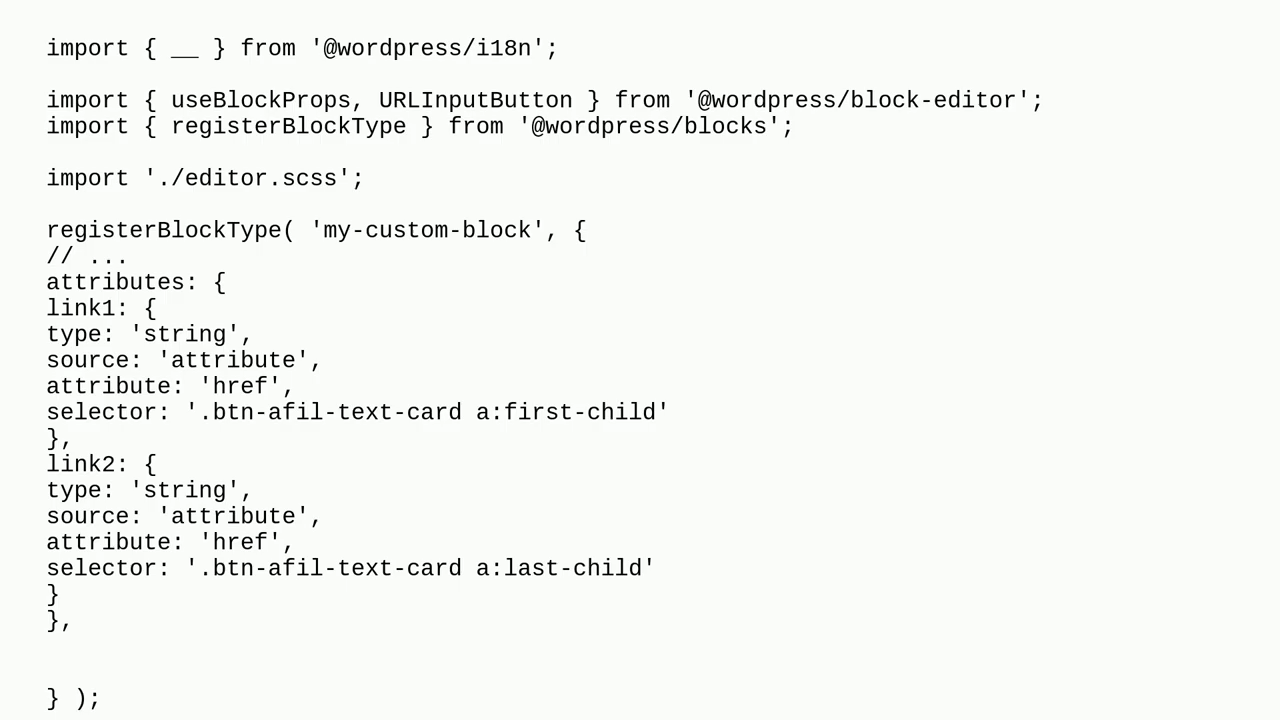 import { __ } from '@wordpress/i18n';
import { useBlockProps, URLInputButton } from '@wordpress/block-editor';
import { registerBlockType } from '@wordpress/blocks';
import './editor.scss';
registerBlockType( 'my-custom-block', {
// ...
attributes: {
link1: {
type: 'string',
source: 'attribute',
attribute: 'href',
selector: '.btn-afil-text-card a:first-child'
},
link2: {
type: 'string',
source: 'attribute',
attribute: 'href',
selector: '.btn-afil-text-card a:last-child'
}
},
} );